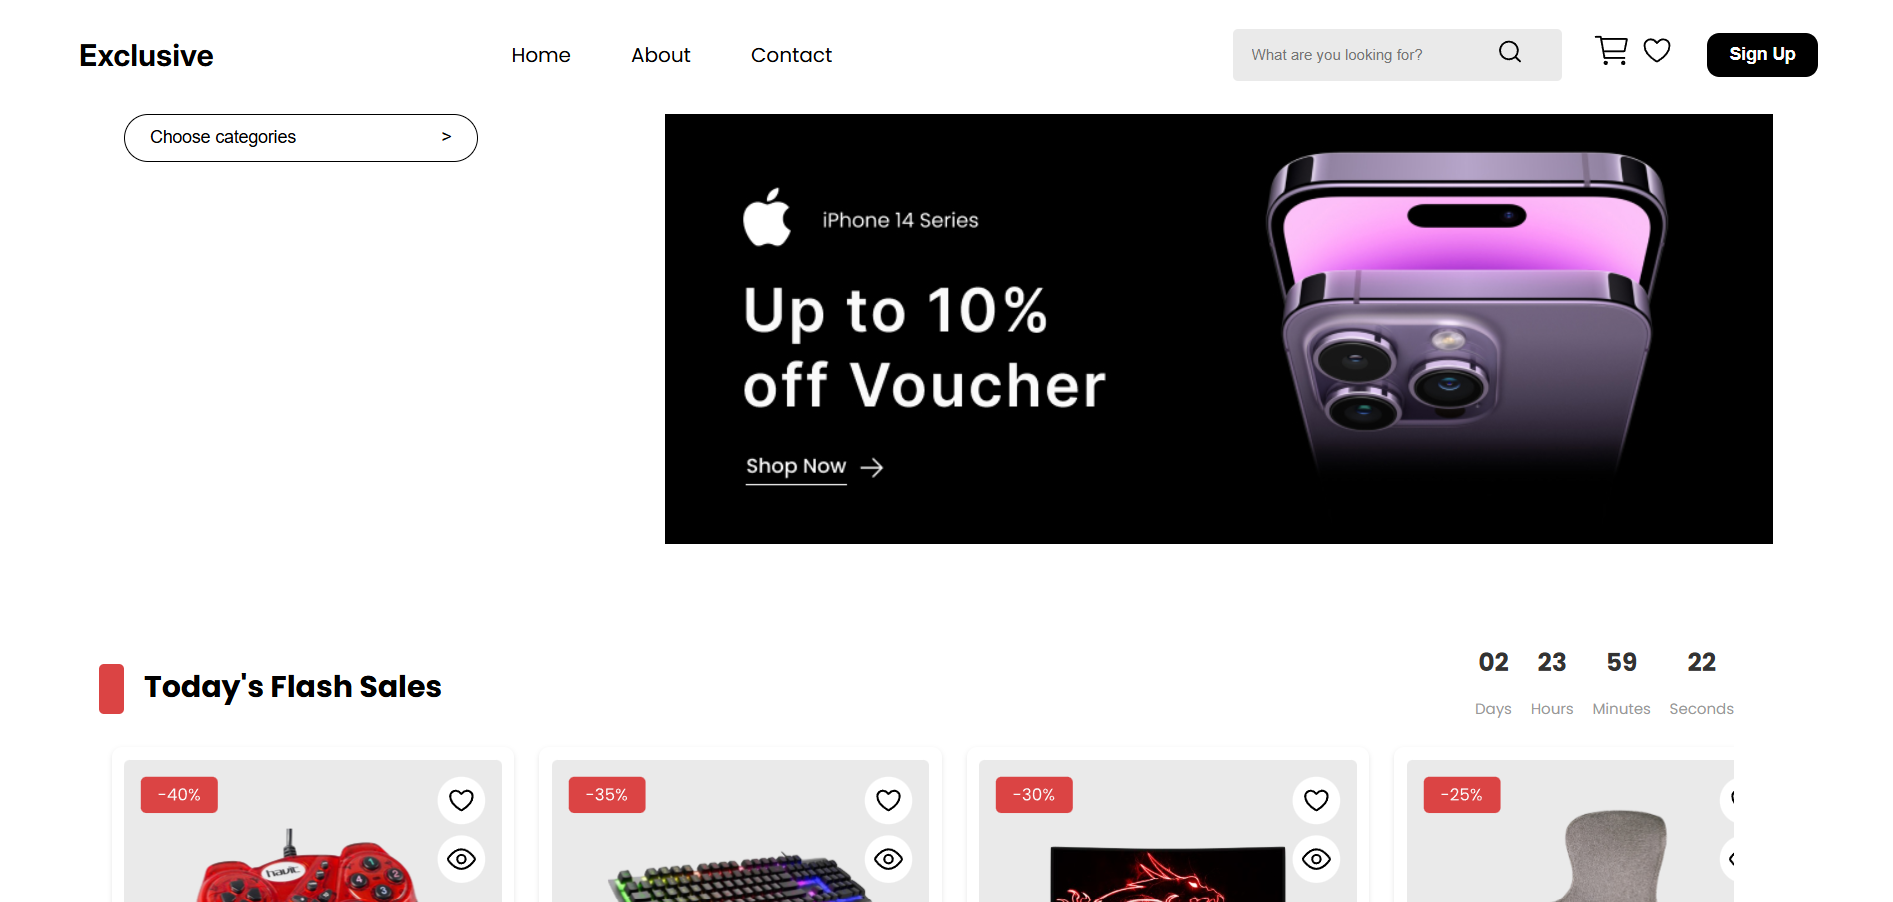 Exclusive
Home About Contact
What are you looking for?
Sign Up
Choose categories >
iPhone 14 Series
Up to 10%
off Voucher
Shop Now
Today's Flash Sales
02 23 59 22
Days Hours Minutes Seconds
-40% -35% -30% -25%
havit